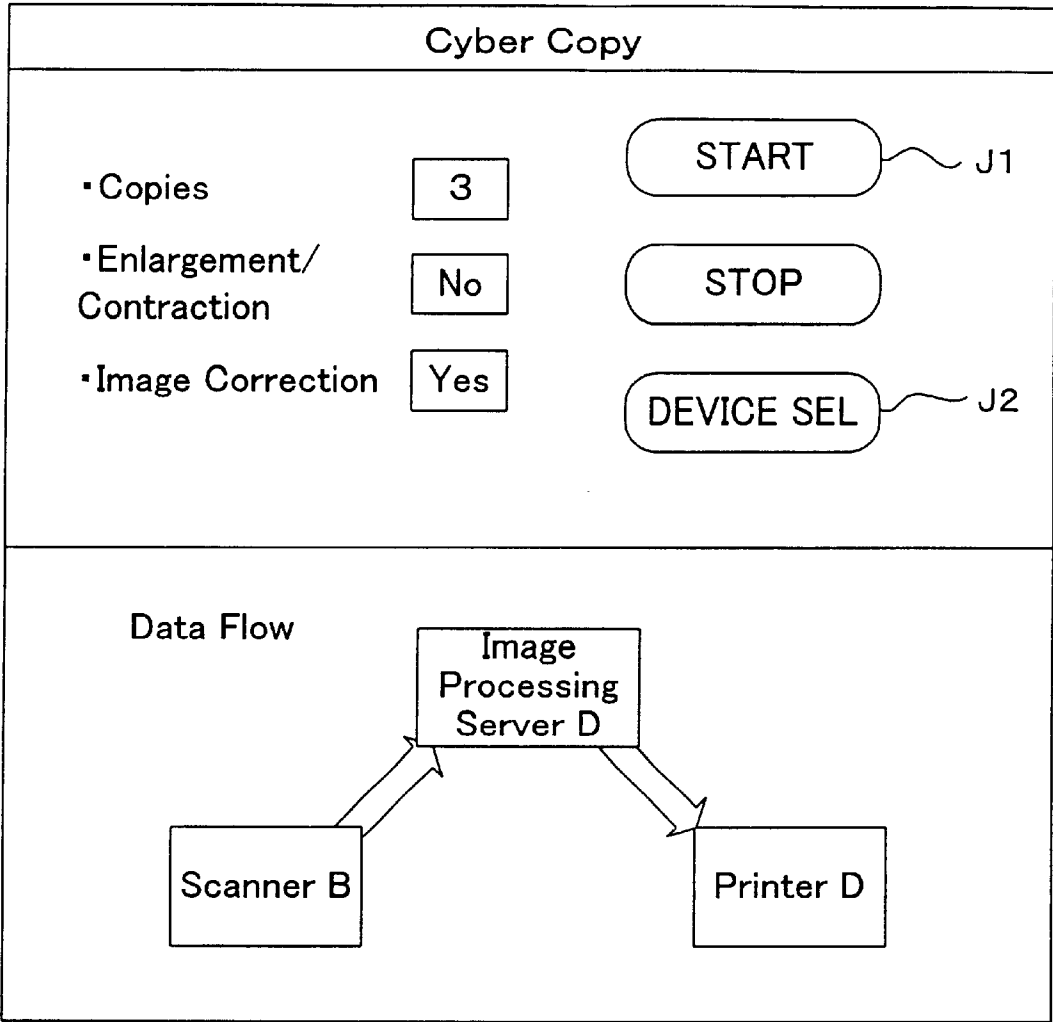 Cyber Copy
▪Copies
3
▪Enlargement/
Contraction
No
▪Image Correction
Yes
START
J1
STOP
DEVICE SEL
J2
Data Flow
Image
Processing
Server D
Scanner B
Printer D